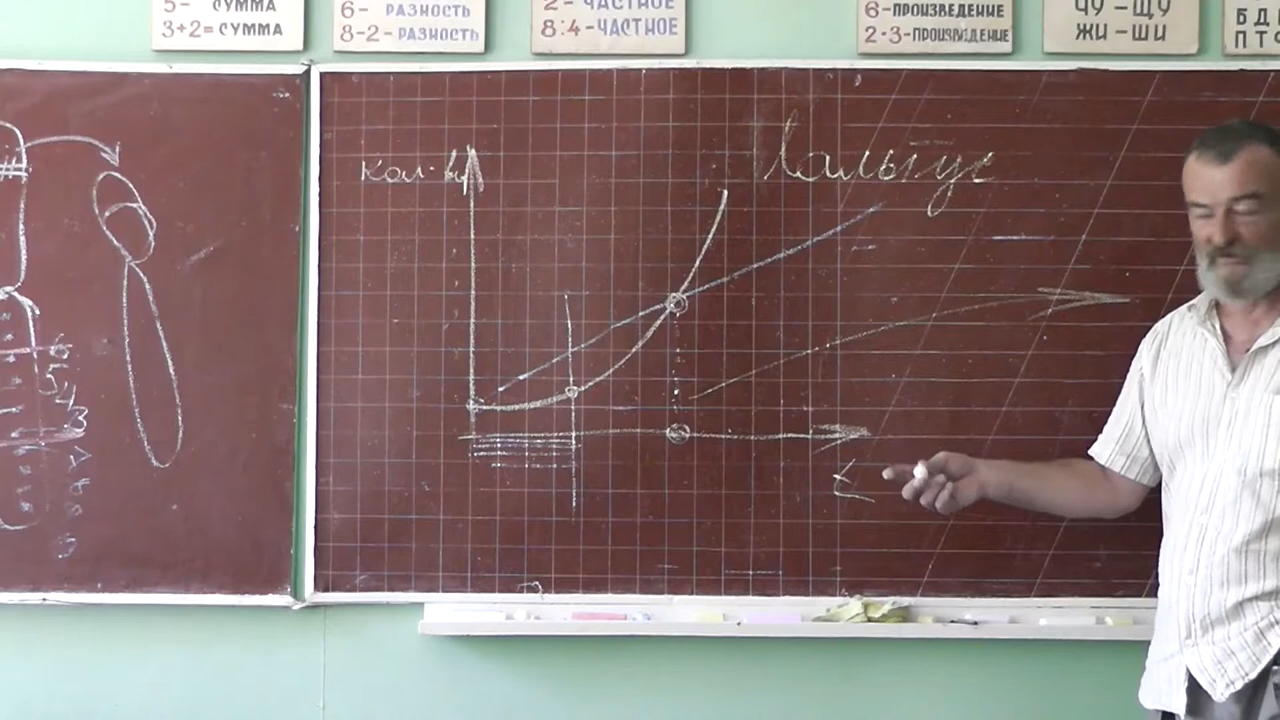 5- СУММА
3+2=СУММА
6- РАЗНОСТЬ
8-2-РАЗНОСТЬ
2- ЧАСТНОЕ
8:4-ЧАСТНОЕ
6-ПРОИЗВЕДЕНИЕ
2·3-ПРОИЗВЕДЕНИЕ
ЧУ-ЩУ
ЖИ-ШИ
Б Д
П Т
Кол-
Мальтус
t